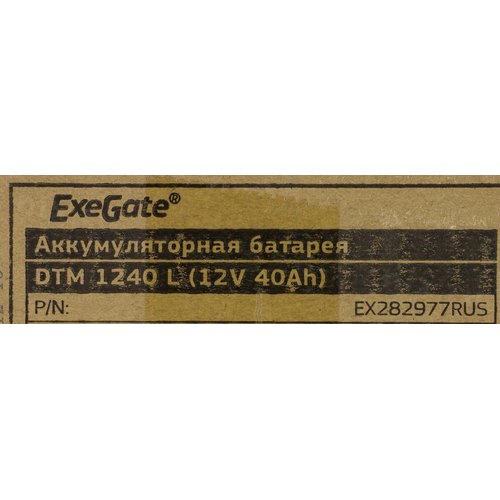 ExeGate®
Аккумуляторная батарея
DTM 1240 L (12V 40Ah)
P/N: EX282977RUS